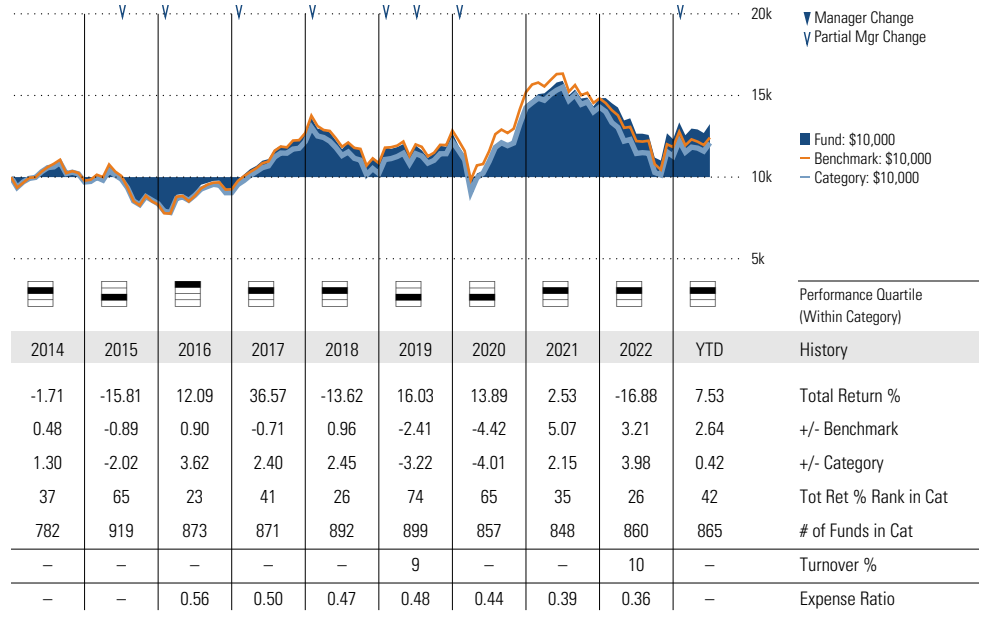 20k
15k
10k
5k
Manager Change
Partial Mgr Change
Fund: $10,000
Benchmark: $10,000
Category: $10,000
Performance Quartile
(Within Category)
2014 2015 2016 2017 2018 2019 2020 2021 2022 YTD History
-1.71 -15.81 12.09 36.57 -13.62 16.03 13.89 2.53 -16.88 7.53 Total Return %
0.48 -0.89 0.90 -0.71 0.96 -2.41 -4.42 5.07 3.21 2.64 +/- Benchmark
1.30 -2.02 3.62 2.40 2.45 -3.22 -4.01 2.15 3.98 0.42 +/- Category
37 65 23 41 26 74 65 35 26 42 Tot Ret % Rank in Cat
782 919 873 871 892 899 857 848 860 865 # of Funds in Cat
– – – – – 9 – – 10 – Turnover %
– – 0.56 0.50 0.47 0.48 0.44 0.39 0.36 – Expense Ratio